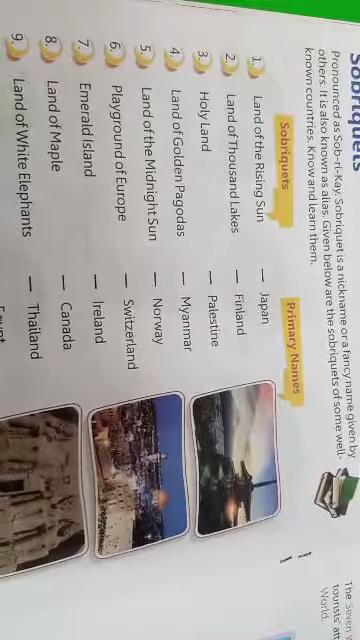 Sobriquets
Pronounced as Sob-ri-Kay. Sobriquet is a nickname or a fancy name given by
others. It is also known as alias. Given below are the sobriquets of some well-
known countries. Know and learn them.
Sobriquets Primary Names
1. Land of the Rising Sun — Japan
2. Land of Thousand Lakes — Finland
3. Holy Land — Palestine
4. Land of Golden Pagodas — Myanmar
5. Land of the Midnight Sun — Norway
6. Playground of Europe — Switzerland
7. Emerald Island — Ireland
8. Land of Maple — Canada
9. Land of White Elephants — Thailand
The Seven
tourists' att
World.